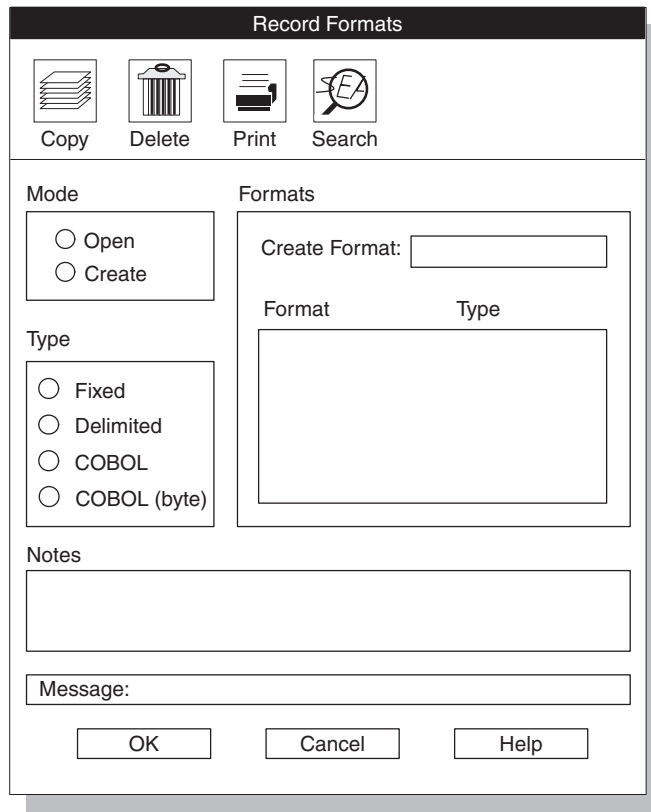 Record Formats
Copy Delete Print Search
SEA
Mode
Open
Create
Type
Fixed
Delimited
COBOL
COBOL (byte)
Formats
Create Format:
Format Type
Notes
Message:
OK Cancel Help